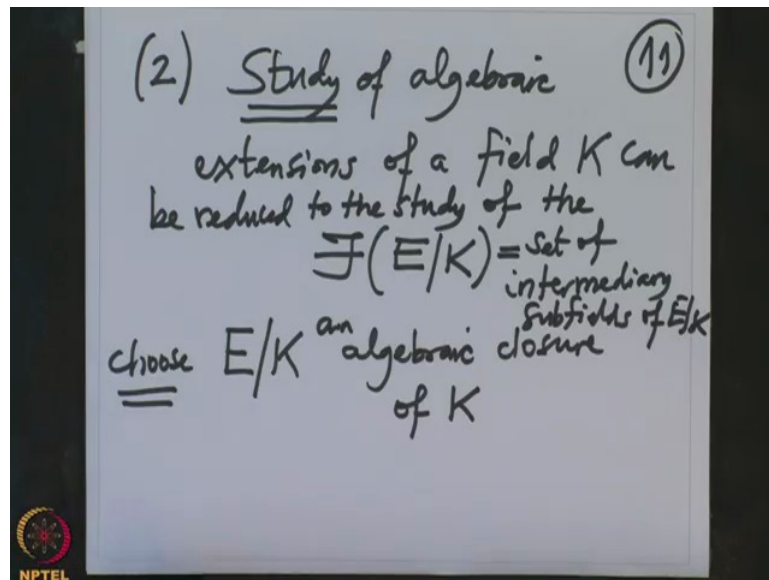 (2) Study of algebraic
(11)
extensions of a field K can
be reduced to the study of the
F(E/K) = set of
intermediary
subfields of E/K
choose E/K an algebraic closure
of K
NPTEL